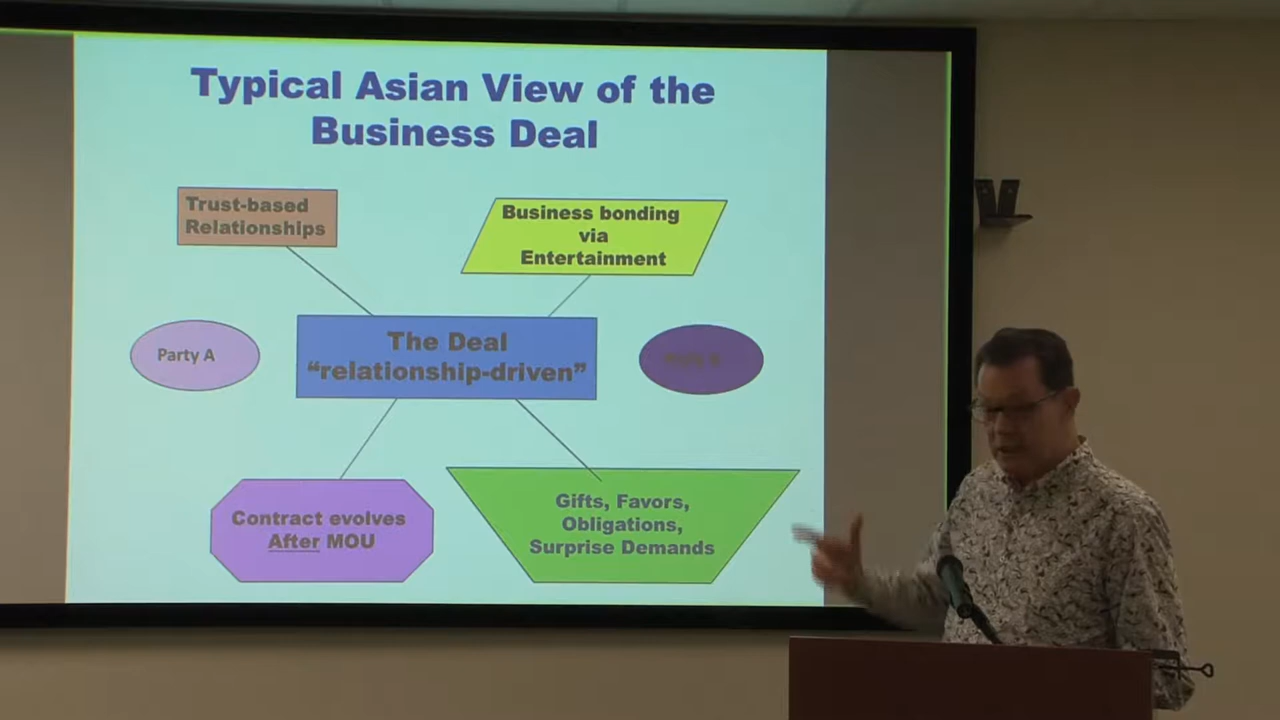 Typical Asian View of the
Business Deal
Trust-based
Relationships
Business bonding
via
Entertainment
Party A
The Deal
“relationship-driven”
Contract evolves
After MOU
Gifts, Favors,
Obligations,
Surprise Demands